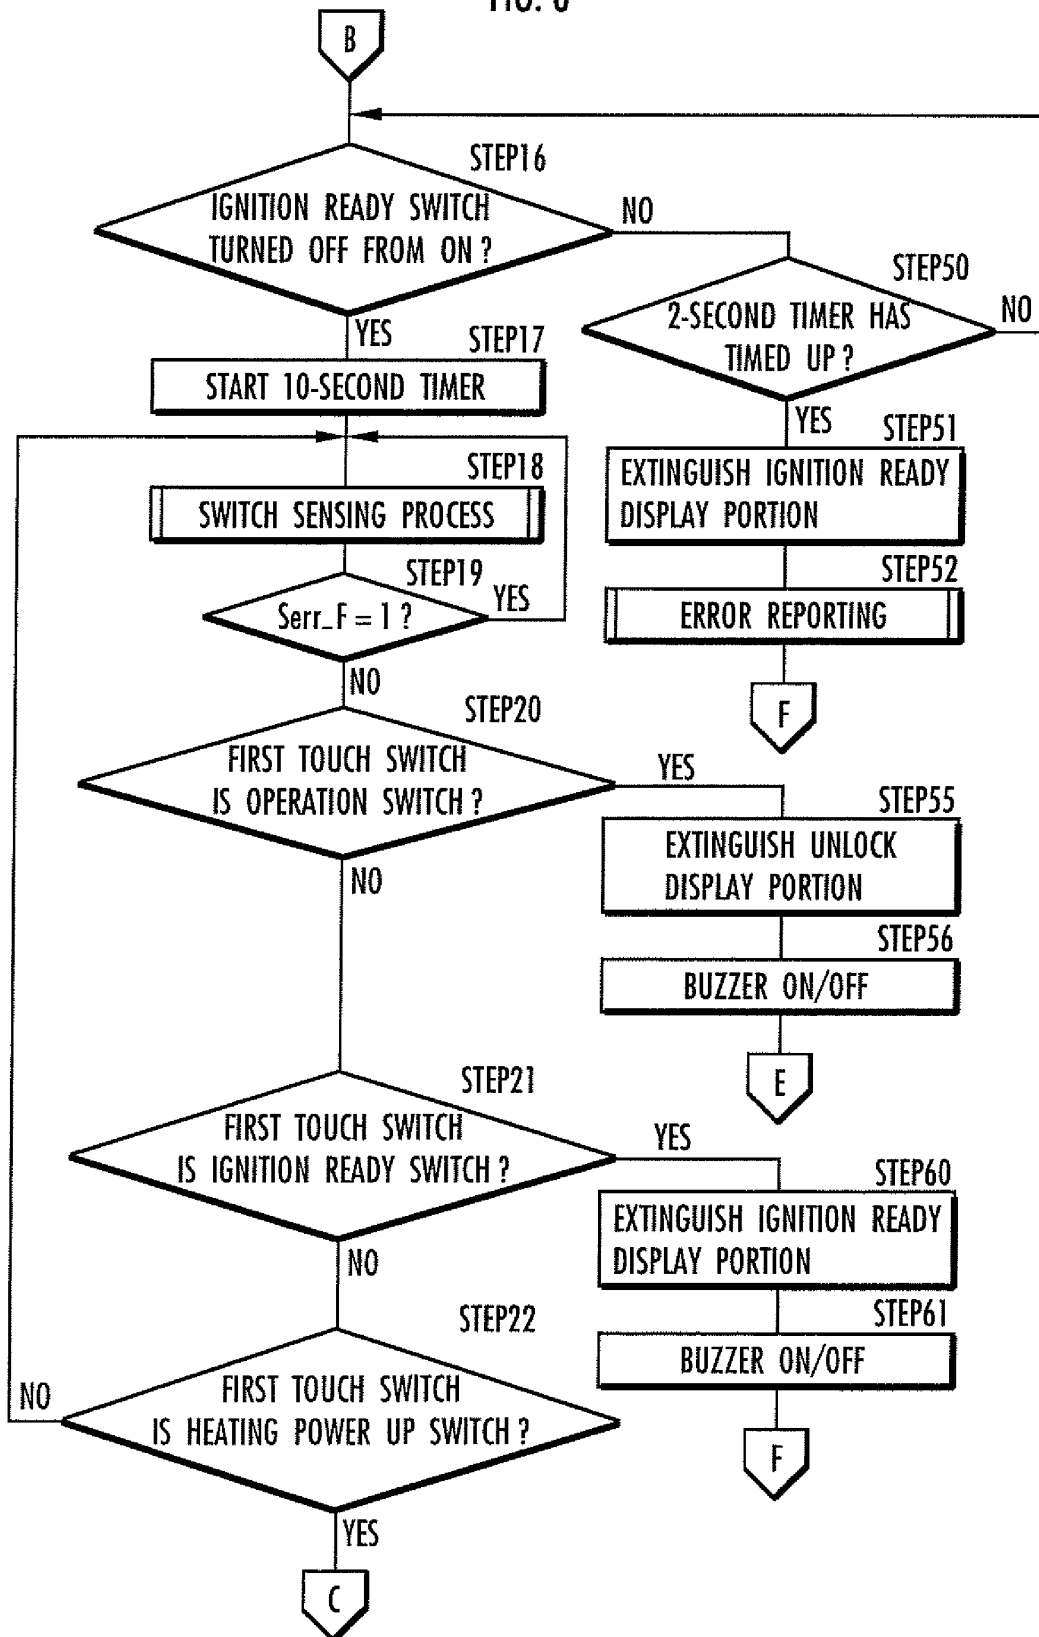 B
STEP16
IGNITION READY SWITCH
TURNED OFF FROM ON ?
NO
STEP50
2-SECOND TIMER HAS
TIMED UP ?
NO
YES
YES
STEP17
START 10-SECOND TIMER
STEP51
EXTINGUISH IGNITION READY
DISPLAY PORTION
STEP18
SWITCH SENSING PROCESS
STEP52
ERROR REPORTING
F
STEP19
Serr_F = 1 ?
YES
NO
STEP20
FIRST TOUCH SWITCH
IS OPERATION SWITCH ?
YES
NO
STEP55
EXTINGUISH UNLOCK
DISPLAY PORTION
STEP56
BUZZER ON/OFF
E
STEP21
FIRST TOUCH SWITCH
IS IGNITION READY SWITCH ?
YES
NO
STEP60
EXTINGUISH IGNITION READY
DISPLAY PORTION
STEP61
BUZZER ON/OFF
F
STEP22
FIRST TOUCH SWITCH
IS HEATING POWER UP SWITCH ?
NO
YES
C